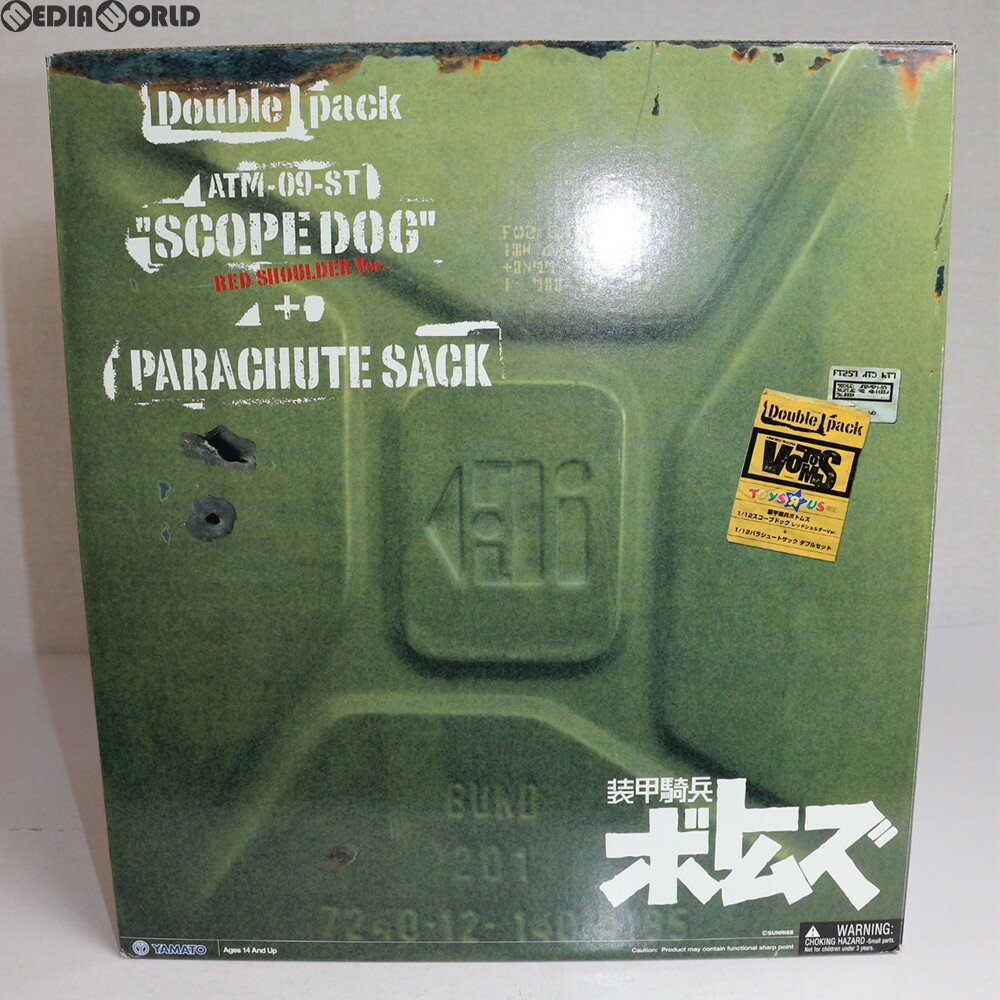 MEDIAWORLD
Double pack
ATM-09-ST
"SCOPE DOG"
RED SHOULDER Ver.
+
PARACHUTE SACK
Double pack
VOTOMS
TOYSЯUS
装甲騎兵ボトムズ
1/12スコープドッグ レッドショルダーVer
+
1/12パラシュートサック ダブルセット
BUND
201
装甲騎兵
ボトムズ
©SUNRISE
YAMATO
Ages 14 And Up
Caution: Product may contain functional sharp point
WARNING:
CHOKING HAZARD -Small parts.
Not for children under 3 years.